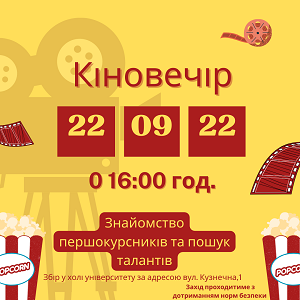 Кіновечір
22 09 22
О 16:00 год.
Знайомство
першокурсників та пошук
талантів
Збір у холі університету за адресою вул. Кузнечна,1
Захід проходитиме з
дотриманням норм безпеки
POPCORN
POPCORN